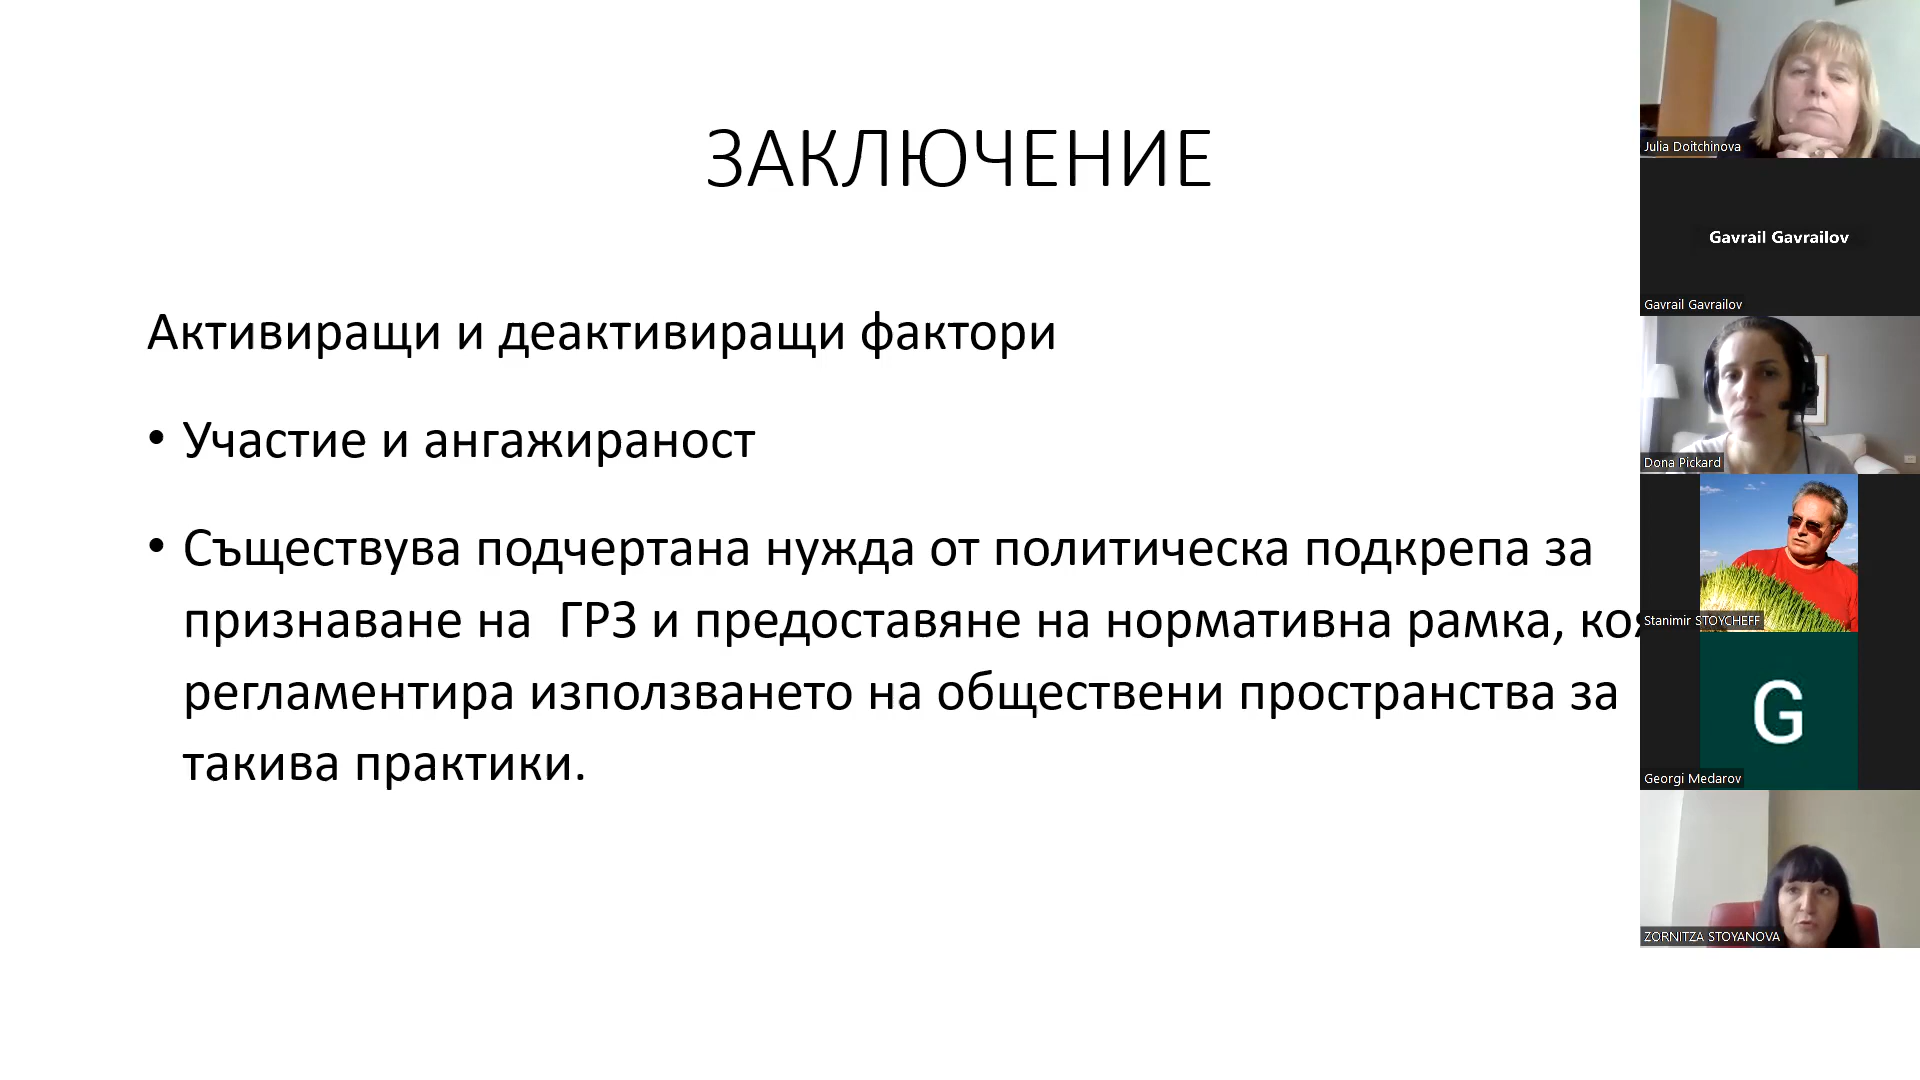 ЗАКЛЮЧЕНИЕ
Активиращи и деактивиращи фактори
• Участие и ангажираност
• Съществува подчертана нужда от политическа подкрепа за
признаване на ГРЗ и предоставяне на нормативна рамка,
регламентира използването на обществени пространства за
такива практики.
Julia Doitchinova
Gavrail Gavrailov
Gavrail Gavrailov
Dona Pickard
Stanimir STOYCHEFF
G
Georgi Medarov
ZORNITZA STOYANOVA